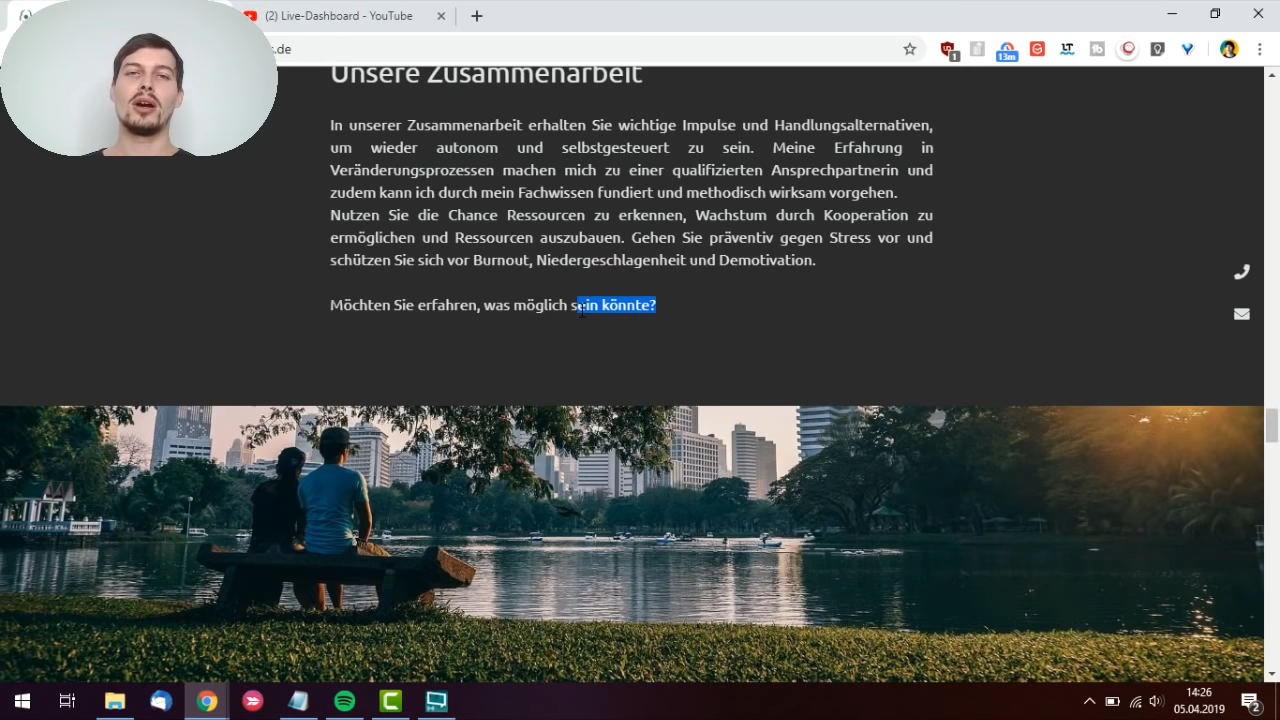 (2) Live-Dashboard - YouTube
s.de
1
13m
LT
Unsere Zusammenarbeit
In unserer Zusammenarbeit erhalten Sie wichtige Impulse und Handlungsalternativen,
um wieder autonom und selbstgesteuert zu sein. Meine Erfahrung in
Veränderungsprozessen machen mich zu einer qualifizierten Ansprechpartnerin und
zudem kann ich durch mein Fachwissen fundiert und methodisch wirksam vorgehen.
Nutzen Sie die Chance Ressourcen zu erkennen, Wachstum durch Kooperation zu
ermöglichen und Ressourcen auszubauen. Gehen Sie präventiv gegen Stress vor und
schützen Sie sich vor Burnout, Niedergeschlagenheit und Demotivation.
Möchten Sie erfahren, was möglich sein könnte?
14:26
05.04.2019
2